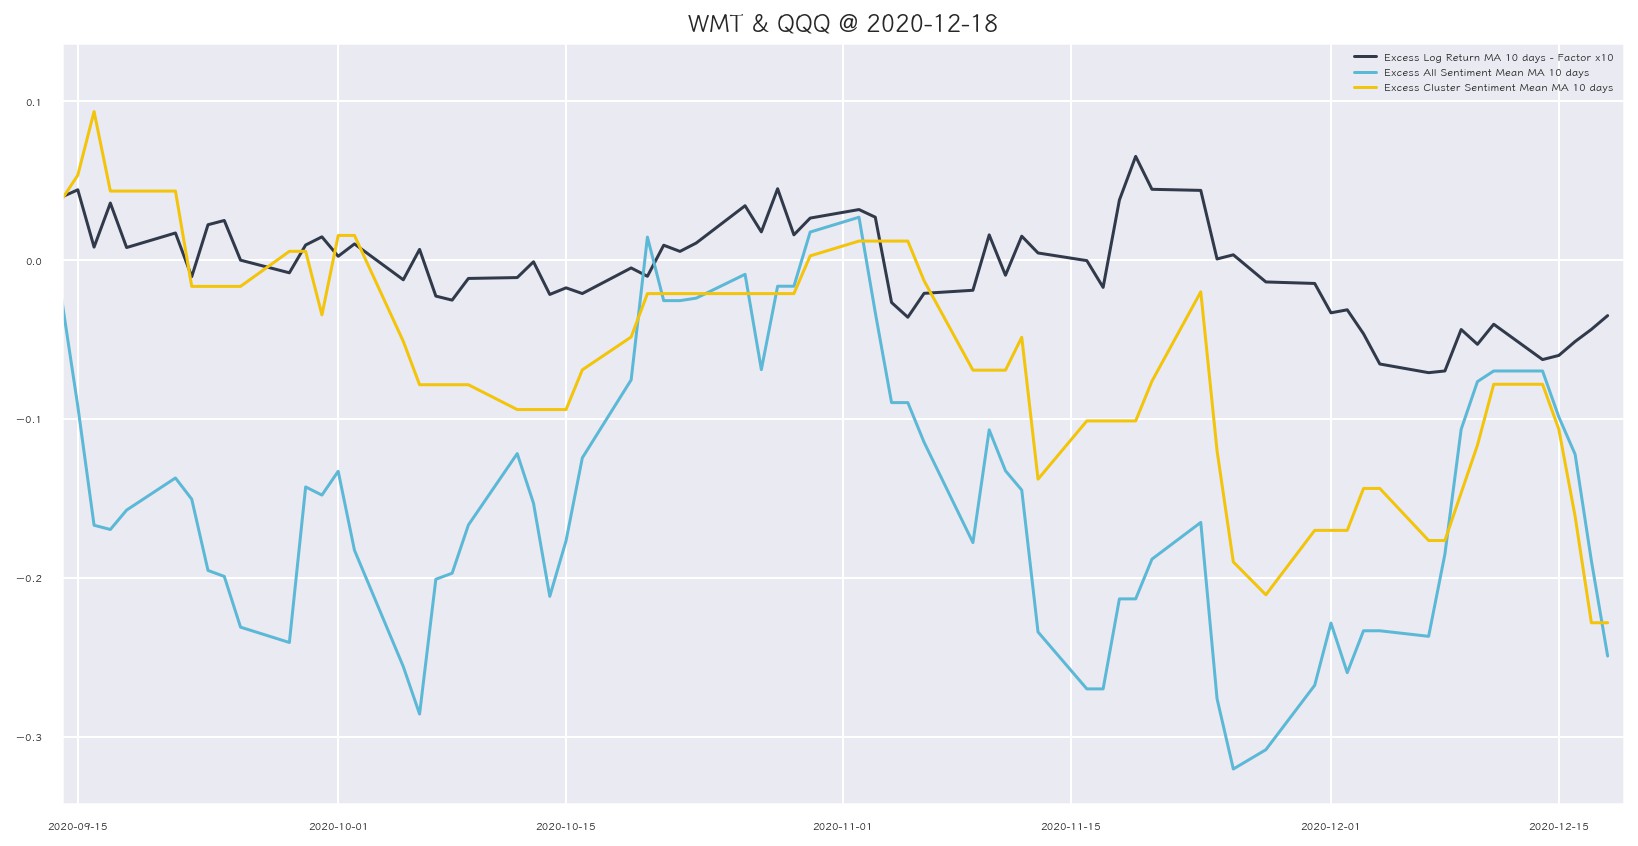 WMT & QQQ @ 2020-12-18
Excess Log Return MA 10 days - Factor x10
Excess All Sentiment Mean MA 10 days
Excess Cluster Sentiment Mean MA 10 days
0.1
0.0
−0.1
−0.2
−0.3
2020-09-15 2020-10-01 2020-10-15 2020-11-01 2020-11-15 2020-12-01 2020-12-15